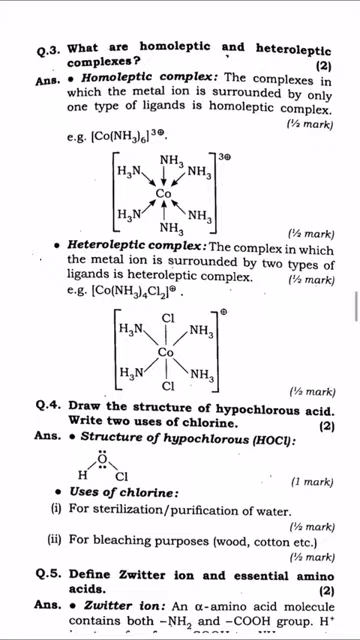 Q.3. What are homoleptic and heteroleptic
complexes? (2)
Ans. • Homoleptic complex: The complexes in
which the metal ion is surrounded by only
one type of ligands is homoleptic complex.
(½ mark)
e.g. [Co(NH₃)₆]³⊕.
NH₃ 3⊕
H₃N NH₃
Co
H₃N NH₃
NH₃
(½ mark)
• Heteroleptic complex: The complex in which
the metal ion is surrounded by two types of
ligands is heteroleptic complex. (½ mark)
e.g. [Co(NH₃)₄Cl₂]⊕.
Cl ⊕
H₃N NH₃
Co
H₃N NH₃
Cl
(½ mark)
Q.4. Draw the structure of hypochlorous acid.
Write two uses of chlorine. (2)
Ans. • Structure of hypochlorous (HOCl):
O
H Cl (1 mark)
• Uses of chlorine:
(i) For sterilization/purification of water.
(½ mark)
(ii) For bleaching purposes (wood, cotton etc.)
(½ mark)
Q.5. Define Zwitter ion and essential amino
acids. (2)
Ans. • Zwitter ion: An α-amino acid molecule
contains both –NH₂ and –COOH group. H⁺